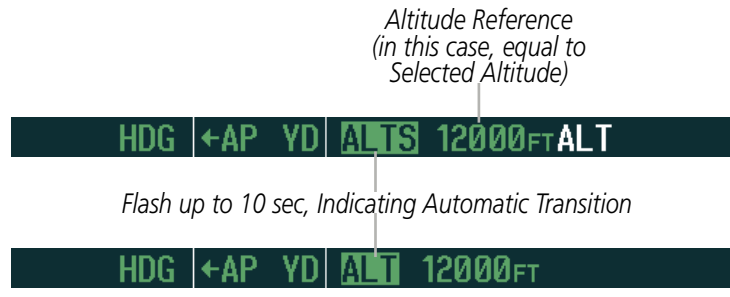 Altitude Reference
(in this case, equal to
Selected Altitude)
HDG ←AP YD ALTS 12000FT ALT
Flash up to 10 sec, Indicating Automatic Transition
HDG ←AP YD ALT 12000FT